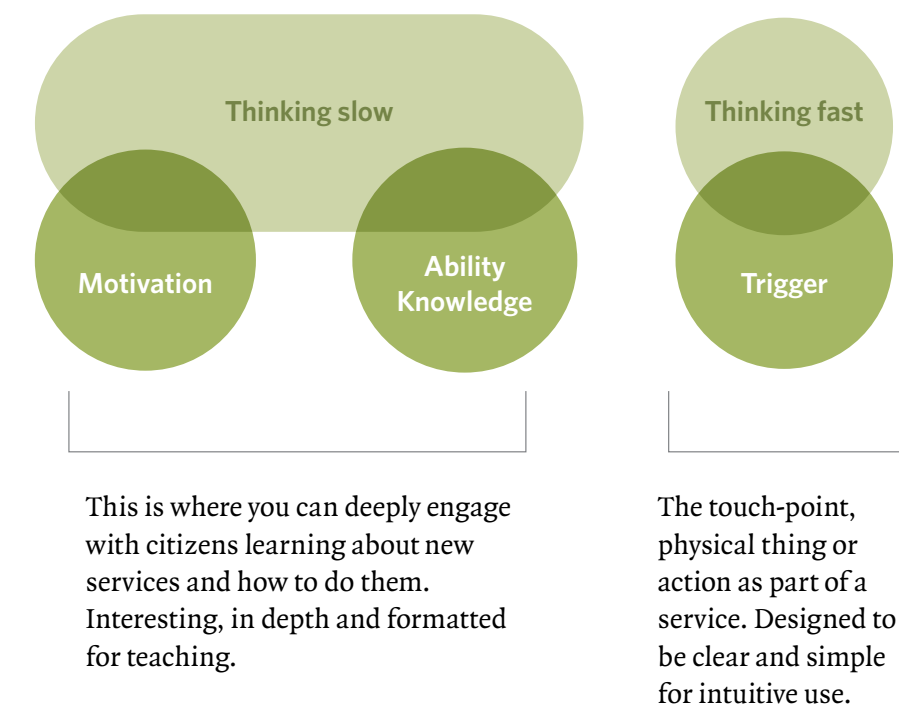 Thinking slow
Motivation
Ability
Knowledge
This is where you can deeply engage
with citizens learning about new
services and how to do them.
Interesting, in depth and formatted
for teaching.
Thinking fast
Trigger
The touch-point,
physical thing or
action as part of a
service. Designed to
be clear and simple
for intuitive use.